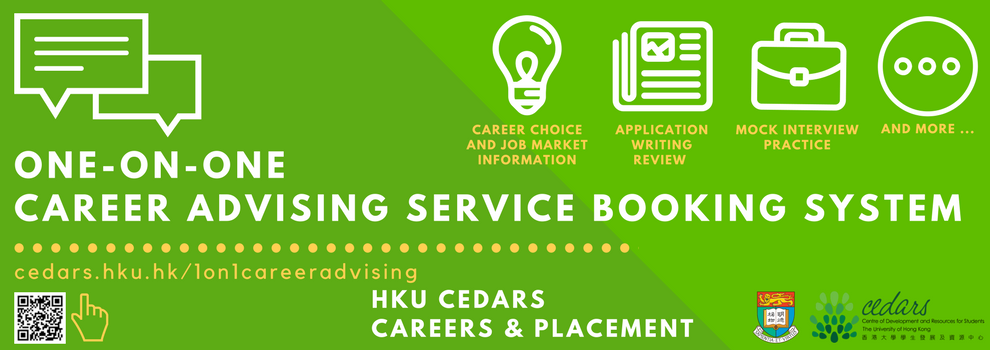 CAREER CHOICE
AND JOB MARKET
INFORMATION
APPLICATION
WRITING
REVIEW
MOCK INTERVIEW
PRACTICE
AND MORE ...
ONE-ON-ONE
CAREER ADVISING SERVICE BOOKING SYSTEM
cedars.hku.hk/1on1careeradvising
HKU CEDARS
CAREERS & PLACEMENT
cedars
Centre of Development and Resources for Students
The University of Hong Kong
香港大學學生發展及資源中心